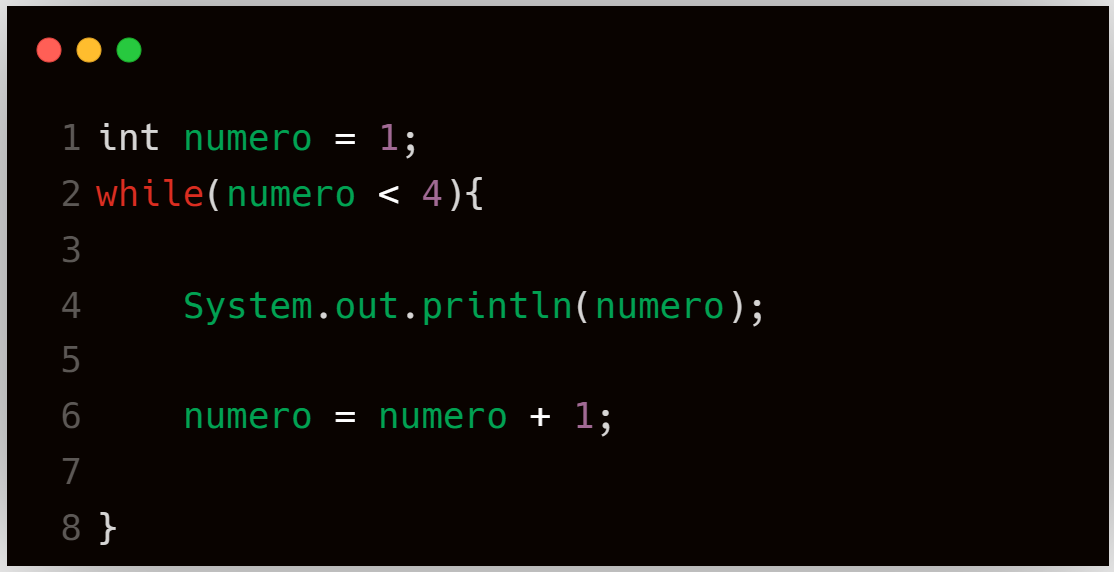 1 int numero = 1;
2 while(numero < 4){
3
4     System.out.println(numero);
5
6     numero = numero + 1;
7
8 }